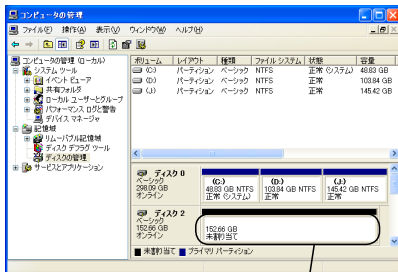 コンピュータの管理
ファイル(F) 操作(A) 表示(V) ウィンドウ(W) ヘルプ(H)
コンピュータの管理 (ローカル)
システム ツール
イベント ビューア
共有フォルダ
ローカル ユーザーとグループ
パフォーマンス ログと警告
デバイス マネージャ
記憶域
リムーバブル記憶域
ディスク デフラグ ツール
ディスクの管理
サービスとアプリケーション
ボリューム レイアウト 種類 ファイル システム 状態 容量
(C:) パーティション ベーシック NTFS 正常 (システム) 48.83 GB
(D:) パーティション ベーシック NTFS 正常 103.84 GB
(J:) パーティション ベーシック NTFS 正常 145.42 GB
ディスク 0
ベーシック
298.09 GB
オンライン
(C:)
48.83 GB NTFS
正常 (システム)
(D:)
103.84 GB NTFS
正常
(J:)
145.42 GB NTFS
正常
ディスク 2
ベーシック
152.66 GB
オンライン
152.66 GB
未割り当て
未割り当て プライマリ パーティション